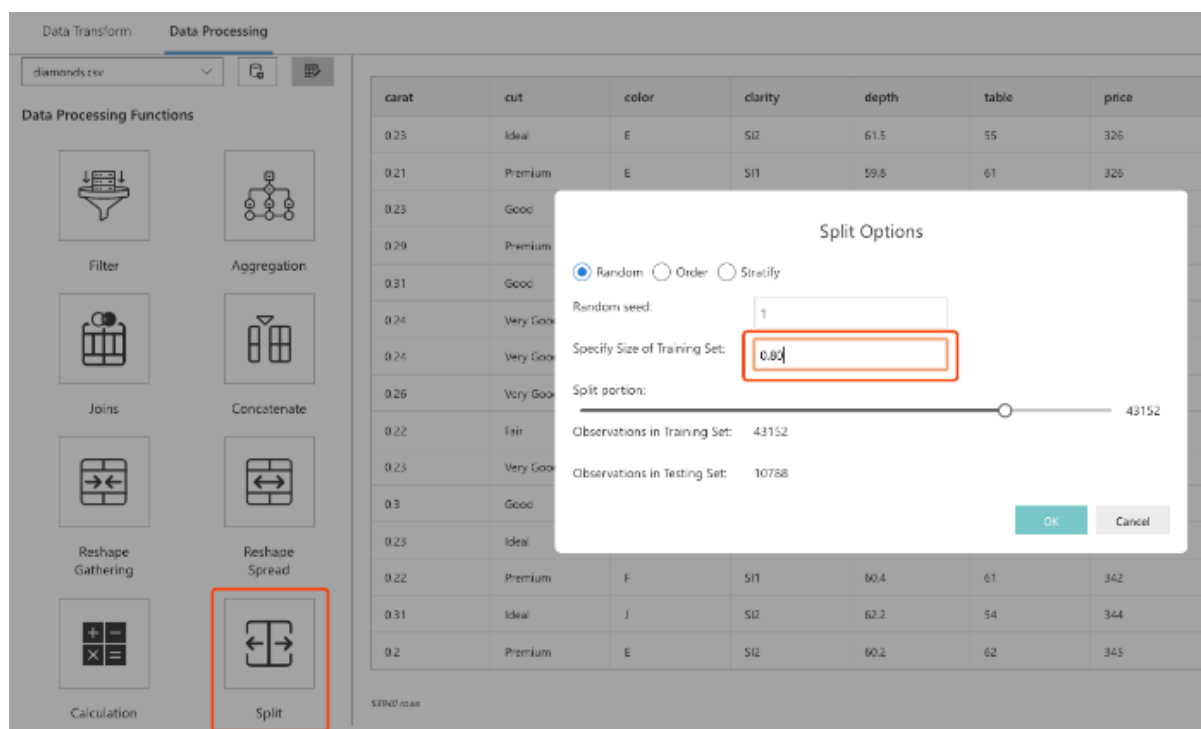 Data Transform Data Processing
diamonds.csv
Data Processing Functions
Filter Aggregation
Joins Concatenate
Reshape Gathering Reshape Spread
Calculation Split
carat cut color clarity depth table price
0.23 Ideal E SI2 61.5 55 326
0.21 Premium E SI1 59.8 61 326
0.23 Good
0.29 Premium
0.31 Good
0.24 Very Goo
0.24 Very Goo
0.26 Very Goo
0.22 Fair
0.23 Very Goo
0.3 Good
0.23 Ideal
0.22 Premium F SI1 60.4 61 342
0.31 Ideal J SI2 62.2 54 344
0.2 Premium E SI2 60.2 62 345
53940 rows
Split Options
Random Order Stratify
Random seed: 1
Specify Size of Training Set: 0.80
Split portion:
43152
Observations in Training Set: 43152
Observations in Testing Set: 10788
OK Cancel